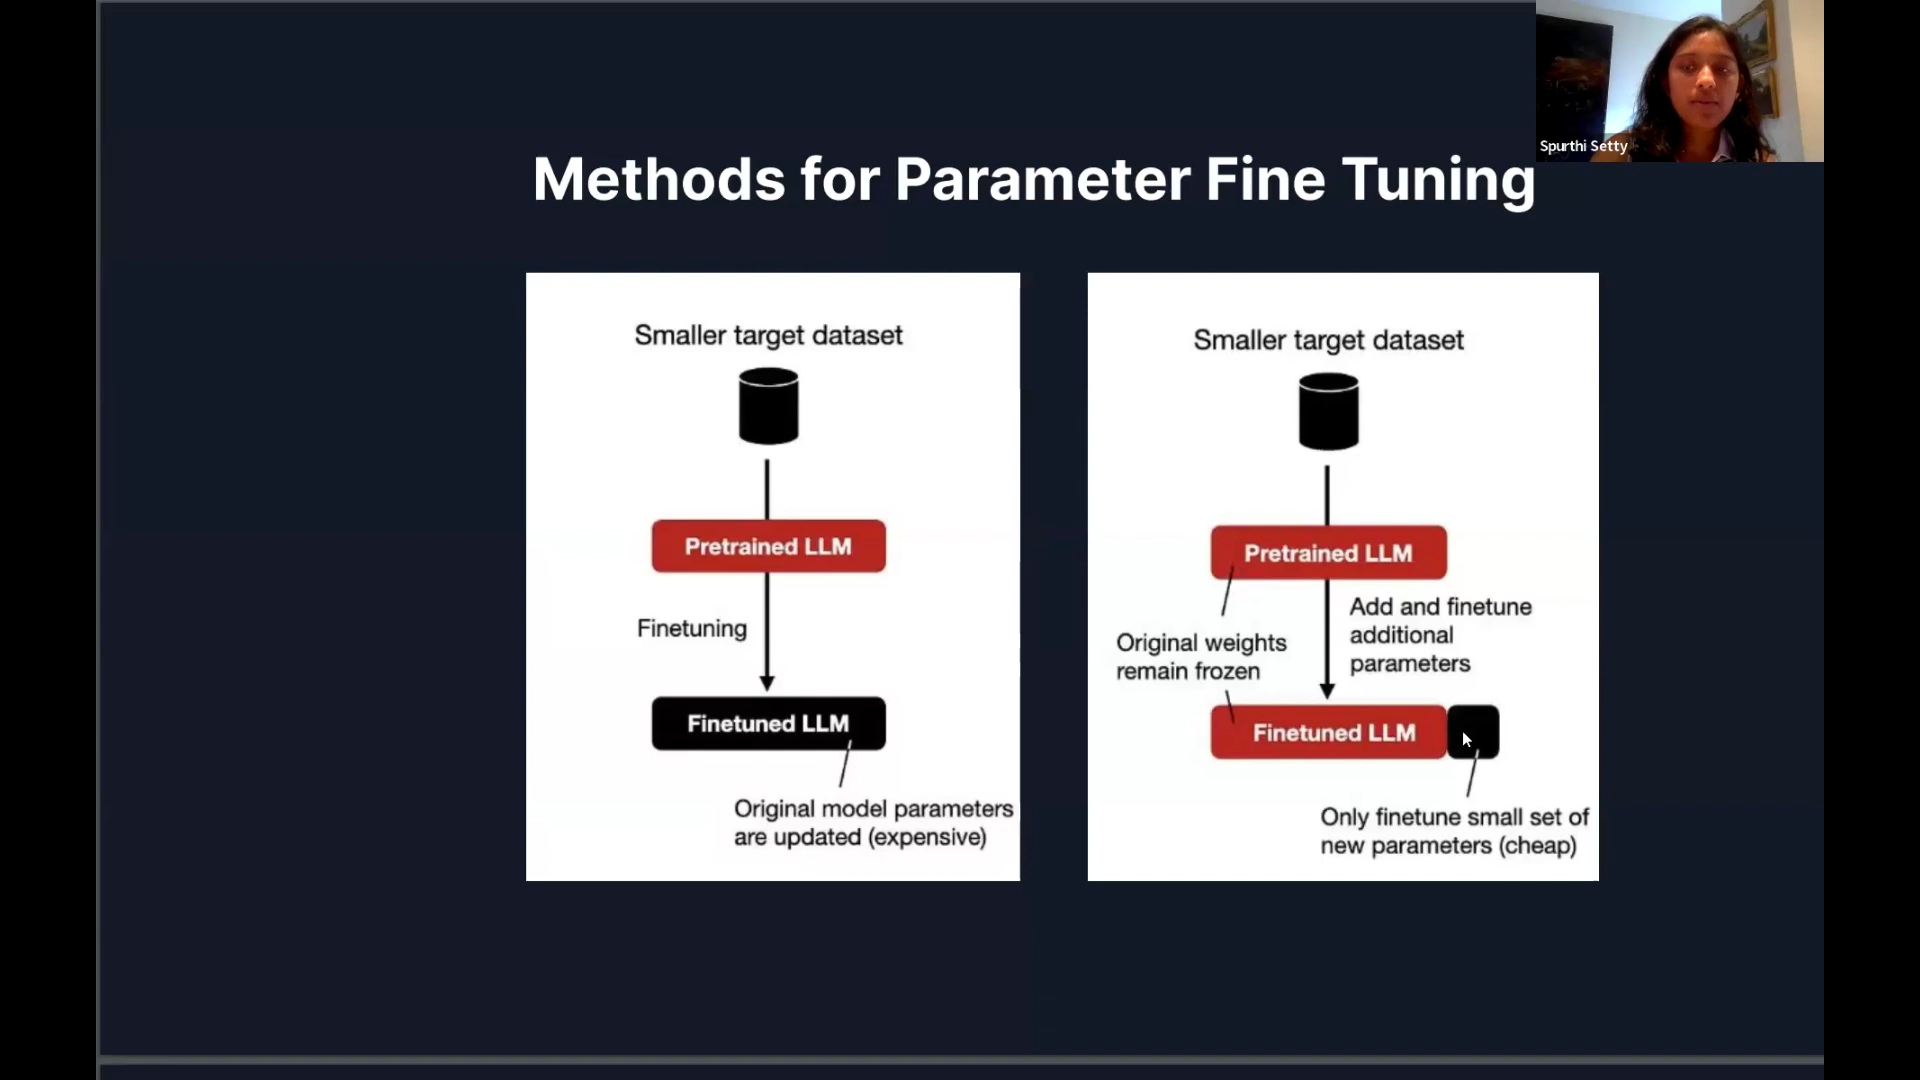 Spurthi Setty
Methods for Parameter Fine Tuning
Smaller target dataset
Pretrained LLM
Finetuning
Finetuned LLM
Original model parameters
are updated (expensive)
Smaller target dataset
Pretrained LLM
Add and finetune
additional
parameters
Original weights
remain frozen
Finetuned LLM
Only finetune small set of
new parameters (cheap)